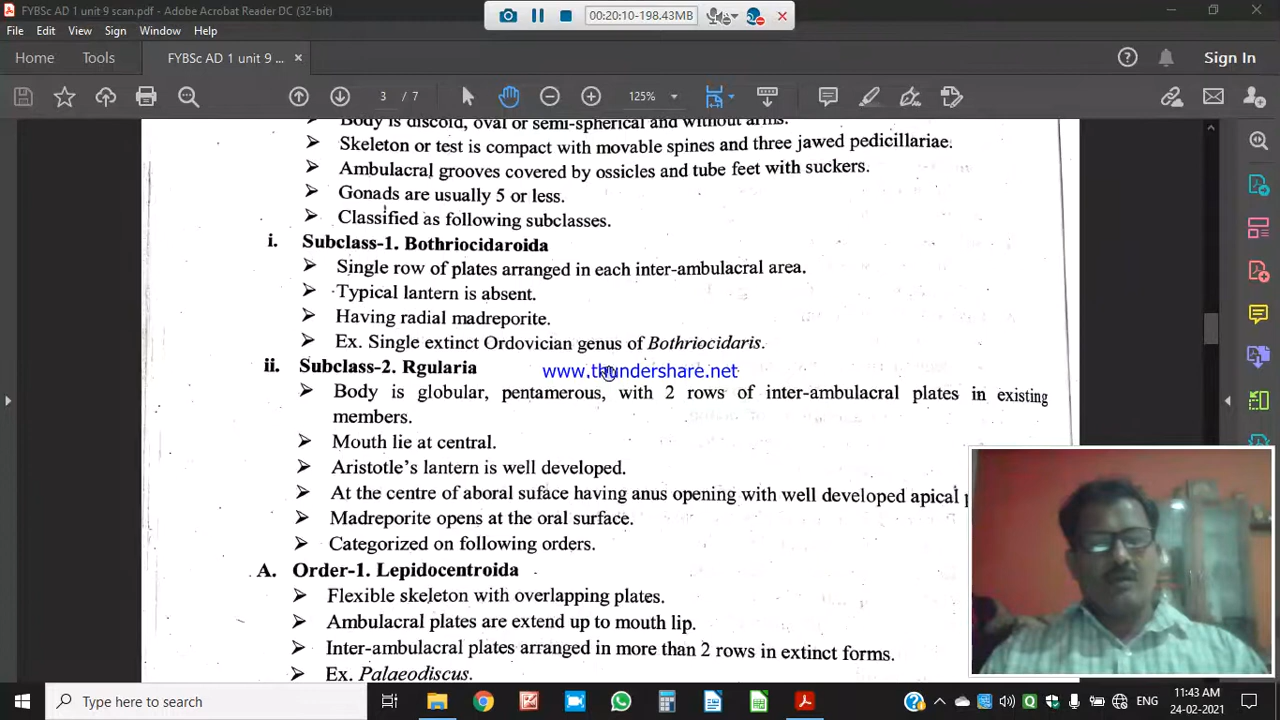 FYBSc AD 1 unit 9 scan.pdf - Adobe Acrobat Reader DC (32-bit)
00:20:10-198.43MB
File Edit View Sign Window Help
Home Tools FYBSc AD 1 unit 9 ... × Sign In
3 / 7 125%
Body is discoid, oval or semi-spherical and without arms.
➢ Skeleton or test is compact with movable spines and three jawed pedicillariae.
➢ Ambulacral grooves covered by ossicles and tube feet with suckers.
➢ Gonads are usually 5 or less.
➢ Classified as following subclasses.
i. Subclass-1. Bothriocidaroida
➢ Single row of plates arranged in each inter-ambulacral area.
➢ Typical lantern is absent.
➢ Having radial madreporite.
➢ Ex. Single extinct Ordovician genus of Bothriocidaris.
ii. Subclass-2. Rgularia
www.thundershare.net
➢ Body is globular, pentamerous, with 2 rows of inter-ambulacral plates in existing
members.
➢ Mouth lie at central.
➢ Aristotle's lantern is well developed.
➢ At the centre of aboral suface having anus opening with well developed apical
➢ Madreporite opens at the oral surface.
➢ Categorized on following orders.
A. Order-1. Lepidocentroida
➢ Flexible skeleton with overlapping plates.
➢ Ambulacral plates are extend up to mouth lip.
➢ Inter-ambulacral plates arranged in more than 2 rows in extinct forms.
➢ Ex. Palaeodiscus.
Type here to search
ENG
11:43 AM
24-02-2021